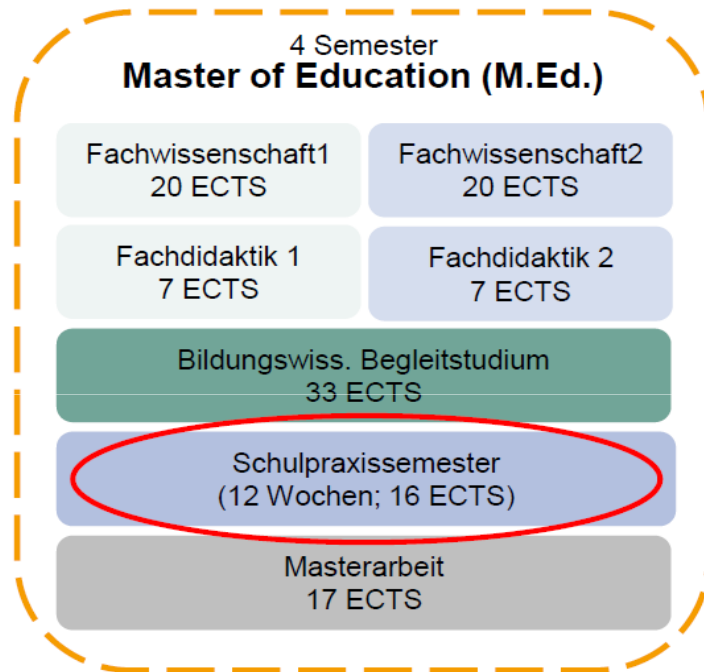 4 Semester
Master of Education (M.Ed.)
Fachwissenschaft1
20 ECTS
Fachwissenschaft2
20 ECTS
Fachdidaktik 1
7 ECTS
Fachdidaktik 2
7 ECTS
Bildungswiss. Begleitstudium
33 ECTS
Schulpraxissemester
(12 Wochen; 16 ECTS)
Masterarbeit
17 ECTS